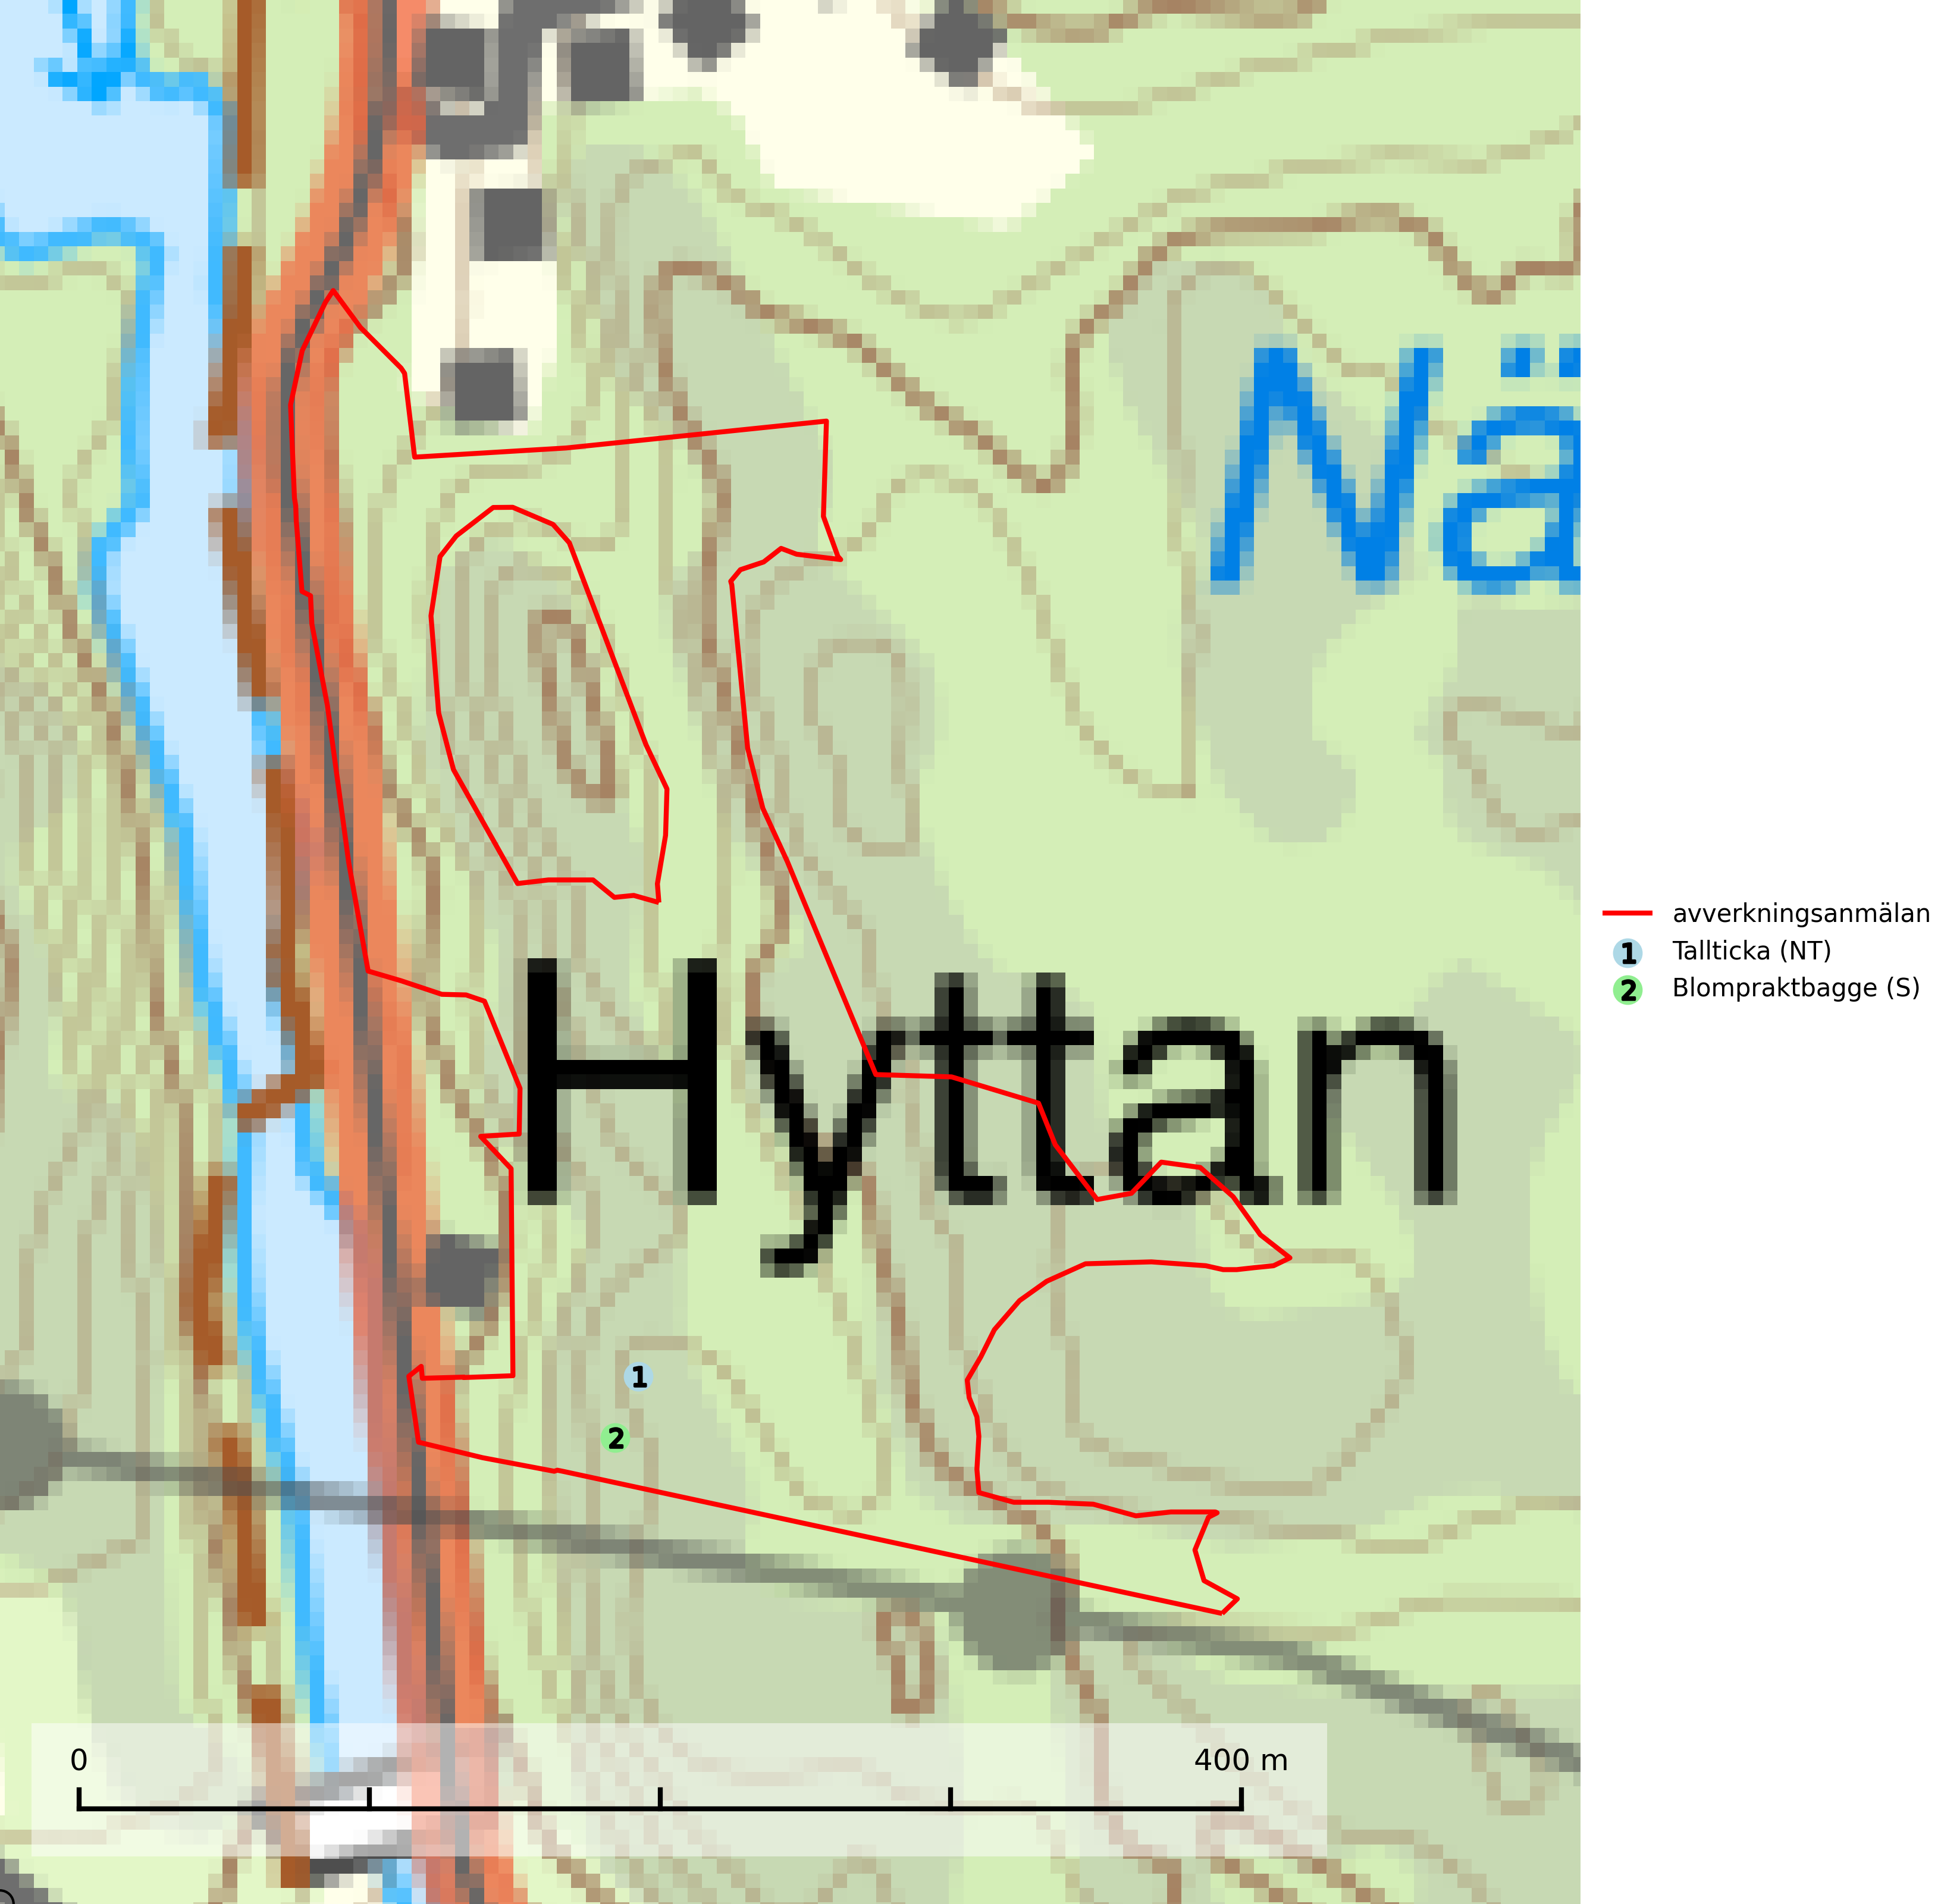 Nä
avverkningsanmälan
1 Tallticka (NT)
2 Blompraktbagge (S)
Hyttan
1
2
0 400 m